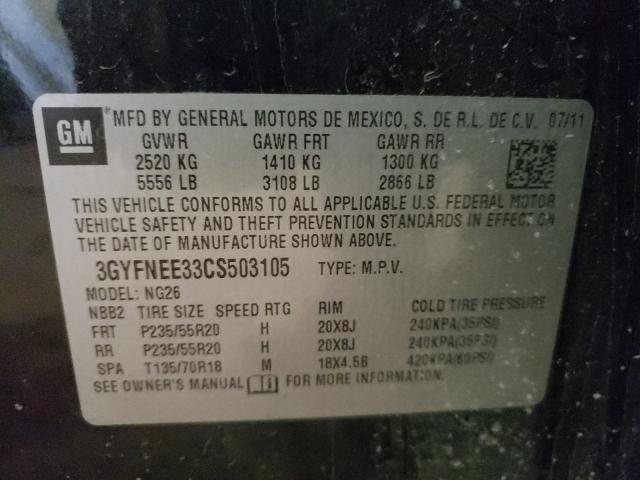 GM
MFD BY GENERAL MOTORS DE MEXICO, S. DE R.L. DE C.V. 07/11
GVWR GAWR FRT GAWR RR
2520 KG 1410 KG 1300 KG
5556 LB 3108 LB 2866 LB
THIS VEHICLE CONFORMS TO ALL APPLICABLE U.S. FEDERAL MOTOR
VEHICLE SAFETY AND THEFT PREVENTION STANDARDS IN EFFECT ON
THE DATE OF MANUFACTURE SHOWN ABOVE.
3GYFNEE33CS503105 TYPE: M.P.V.
MODEL: NG26
NBB2 TIRE SIZE SPEED RTG RIM COLD TIRE PRESSURE
FRT P235/55R20 H 20X8J 240KPA(35PSI)
RR P235/55R20 H 20X8J 240KPA(35PSI)
SPA T135/70R18 M 18X4.5B 420KPA(60PSI)
SEE OWNER'S MANUAL FOR MORE INFORMATION.